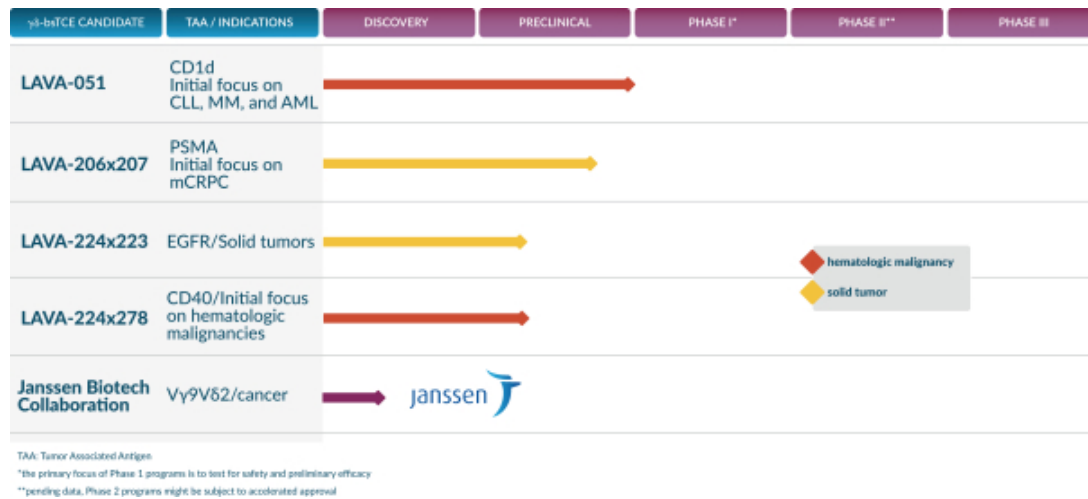 γδ-bsTCE CANDIDATE
TAA / INDICATIONS
DISCOVERY
PRECLINICAL
PHASE I*
PHASE II**
PHASE III
LAVA-051
CD1d
Initial focus on
CLL, MM, and AML
LAVA-206x207
PSMA
Initial focus on
mCRPC
LAVA-224x223
EGFR/Solid tumors
hematologic malignancy
solid tumor
LAVA-224x278
CD40/Initial focus
on hematologic
malignancies
Janssen Biotech
Collaboration
Vγ9Vδ2/cancer
janssen
TAA: Tumor Associated Antigen
*the primary focus of Phase 1 programs is to test for safety and preliminary efficacy
**pending data, Phase 2 programs might be subject to accelerated approval